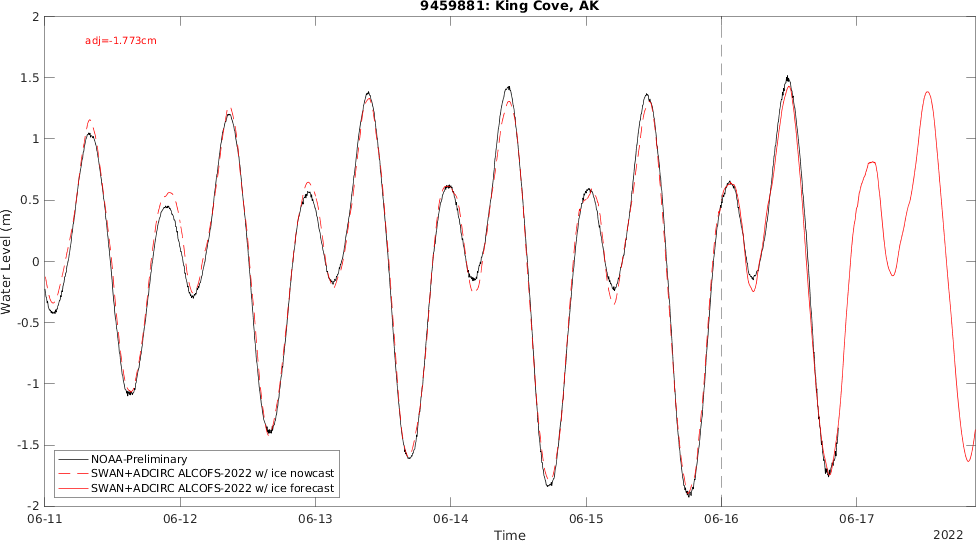 9459881: King Cove, AK
adj=-1.773cm
Water Level (m)
2
1.5
1
0.5
0
-0.5
-1
-1.5
-2
NOAA-Preliminary
SWAN+ADCIRC ALCOFS-2022 w/ ice nowcast
SWAN+ADCIRC ALCOFS-2022 w/ ice forecast
06-11 06-12 06-13 06-14 06-15 06-16 06-17
Time
2022